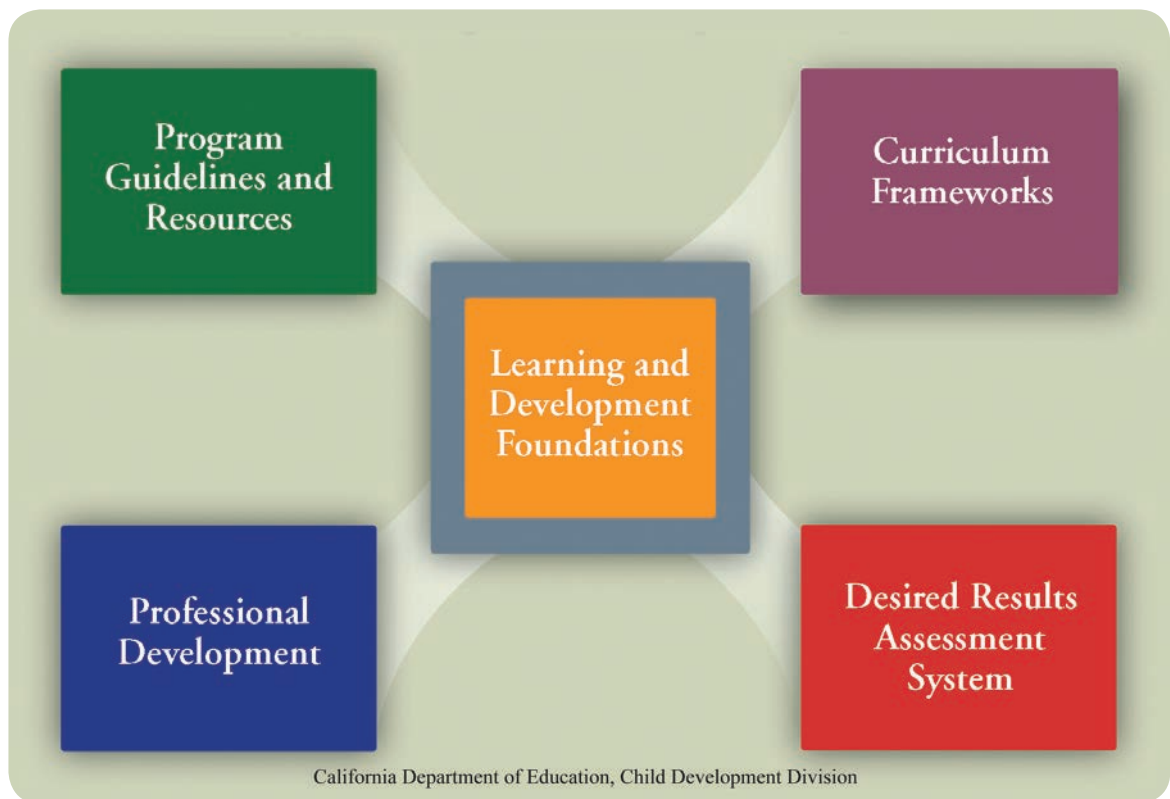 Program
Guidelines and
Resources
Curriculum
Frameworks
Learning and
Development
Foundations
Professional
Development
Desired Results
Assessment
System
California Department of Education, Child Development Division